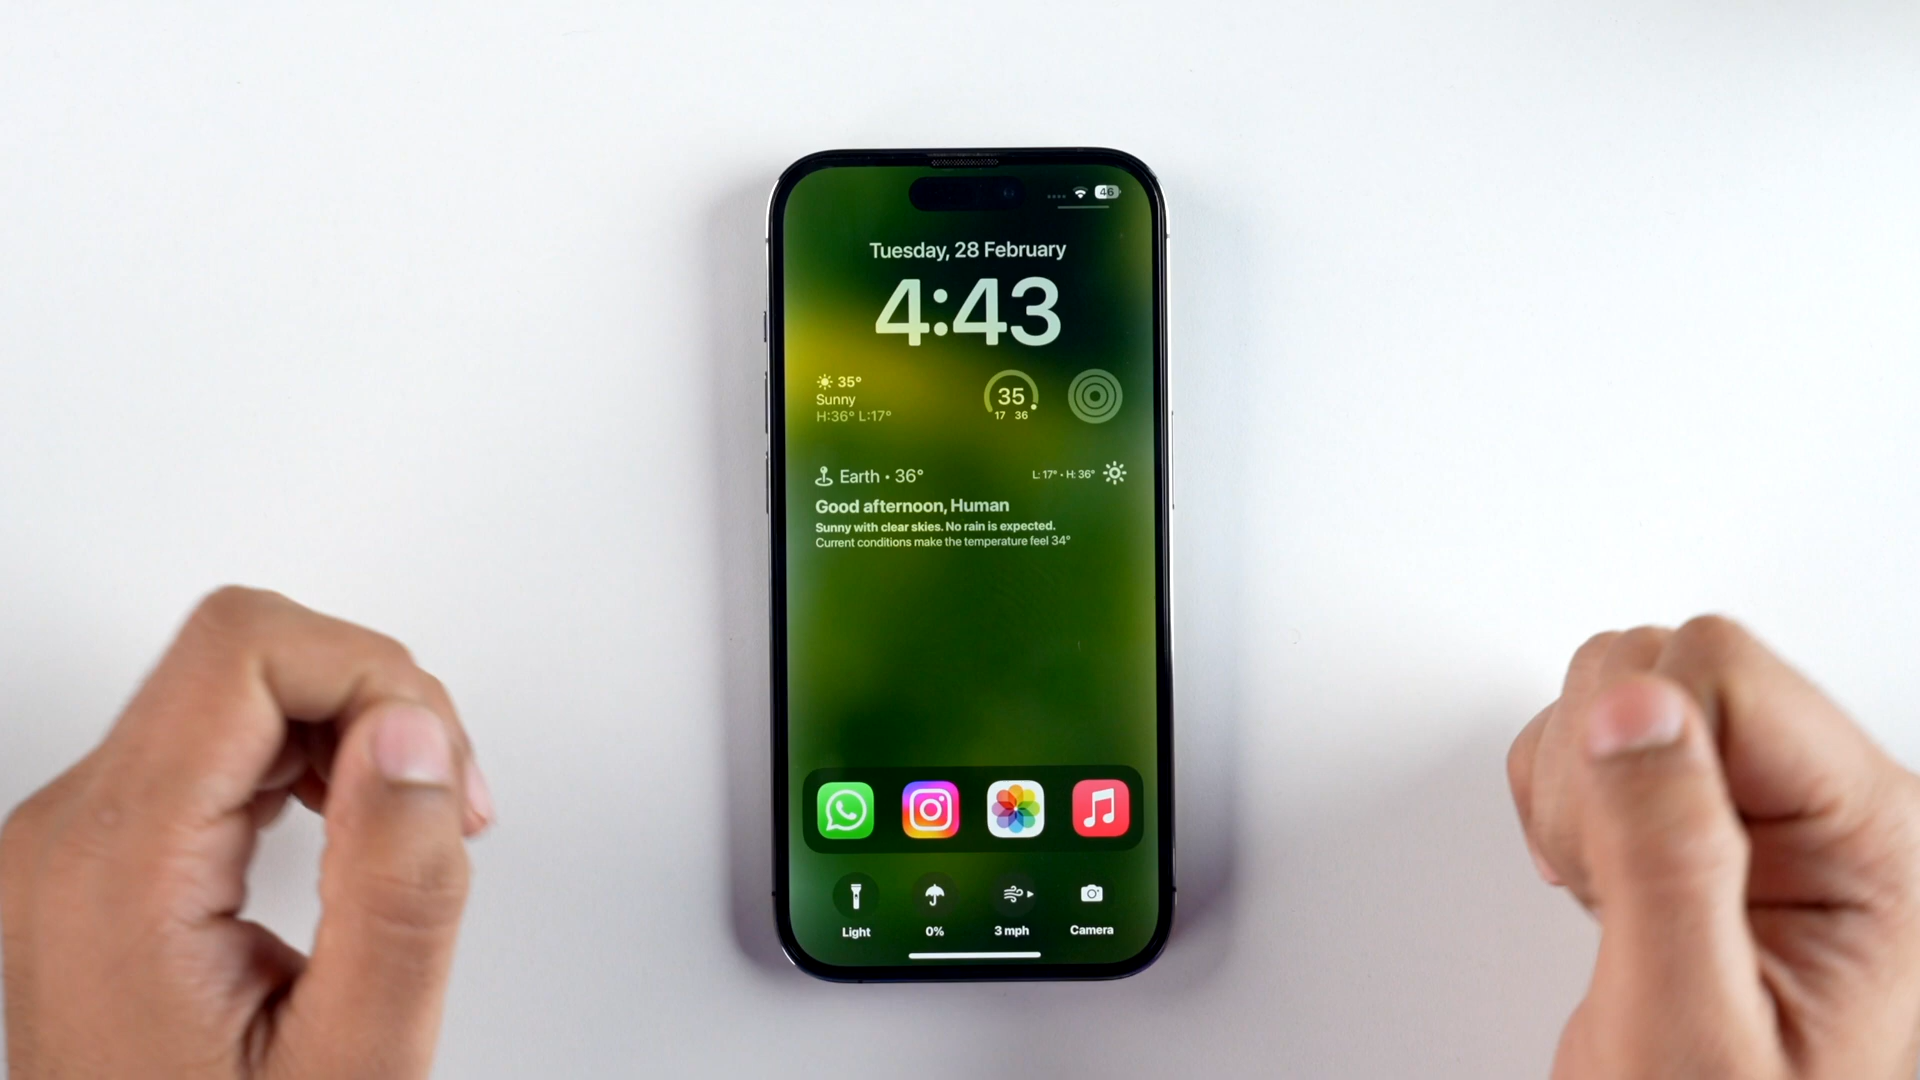 46
Tuesday, 28 February
4:43
35°
Sunny
H:36° L:17°
35
17 36
Earth • 36°
L: 17° • H: 36°
Good afternoon, Human
Sunny with clear skies. No rain is expected.
Current conditions make the temperature feel 34°
Light
0%
3 mph
Camera